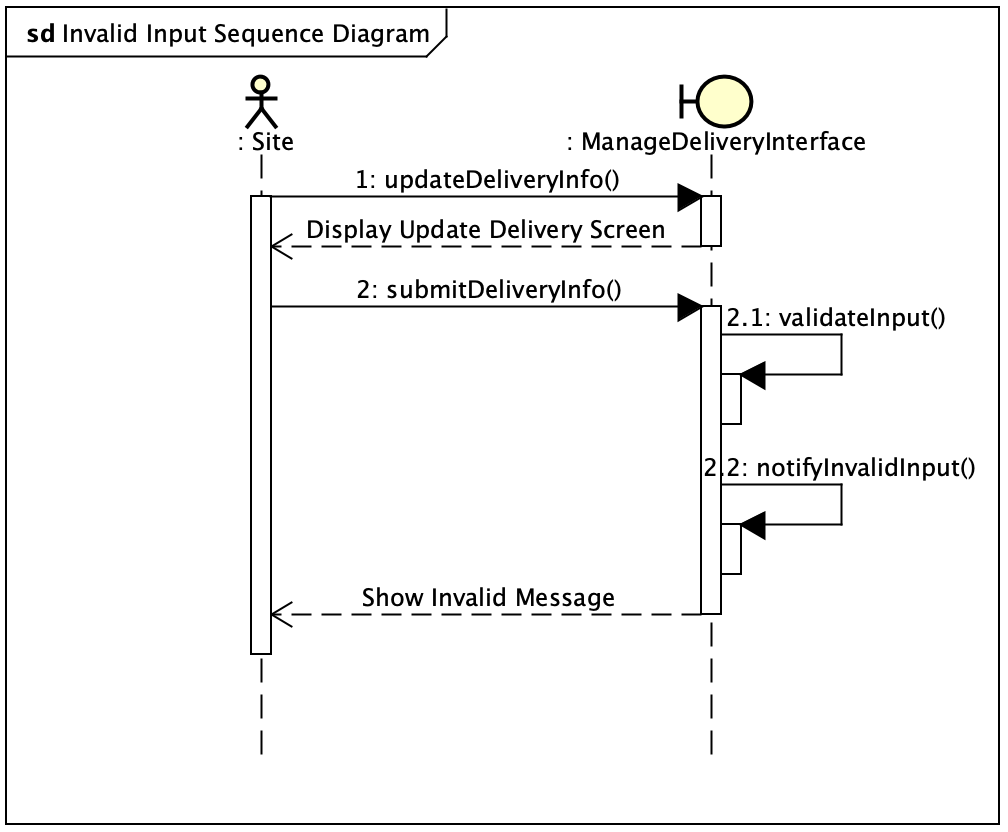 sd Invalid Input Sequence Diagram
: Site
: ManageDeliveryInterface
1: updateDeliveryInfo()
Display Update Delivery Screen
2: submitDeliveryInfo()
2.1: validateInput()
2.2: notifyInvalidInput()
Show Invalid Message